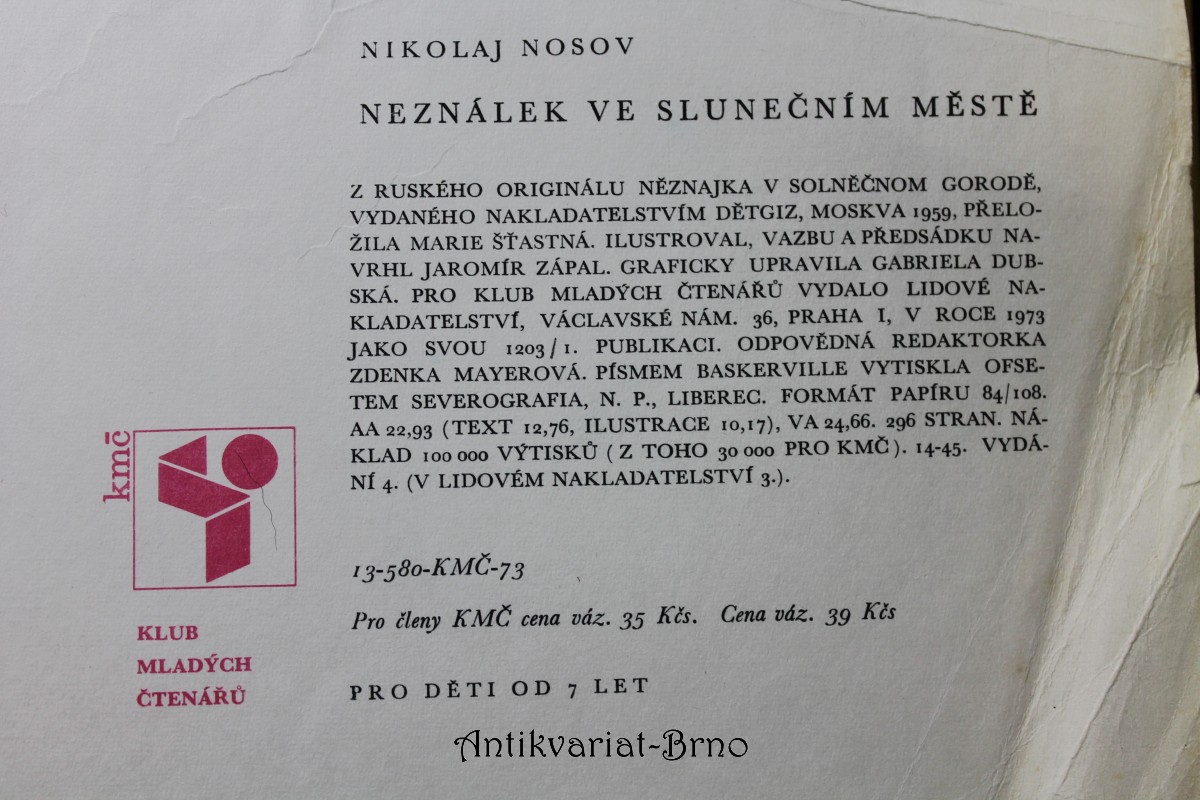 NIKOLAJ NOSOV
NEZNÁLEK VE SLUNEČNÍM MĚSTĚ
Z RUSKÉHO ORIGINÁLU NĚZNAJKA V SOLNĚČNOM GORODĚ,
VYDANÉHO NAKLADATELSTVÍM DĚTGIZ, MOSKVA 1959, PŘELO-
ŽILA MARIE ŠŤASTNÁ. ILUSTROVAL, VAZBU A PŘEDSÁDKU NA-
VRHL JAROMÍR ZÁPAL. GRAFICKY UPRAVILA GABRIELA DUB-
SKÁ. PRO KLUB MLADÝCH ČTENÁŘŮ VYDALO LIDOVÉ NA-
KLADATELSTVÍ, VÁCLAVSKÉ NÁM. 36, PRAHA I, V ROCE 1973
JAKO SVOU 1203/1. PUBLIKACI. ODPOVĚDNÁ REDAKTORKA
ZDENKA MAYEROVÁ. PÍSMEM BASKERVILLE VYTISKLA OFSE-
TEM SEVEROGRAFIA, N. P., LIBEREC. FORMÁT PAPÍRU 84/108.
AA 22,93 (TEXT 12,76, ILUSTRACE 10,17), VA 24,66. 296 STRAN. NÁ-
KLAD 100 000 VÝTISKŮ ( Z TOHO 30 000 PRO KMČ). 14-45. VYDÁ-
NÍ 4. (V LIDOVÉM NAKLADATELSTVÍ 3.).
kmč
13-580-KMČ-73
Pro členy KMČ cena váz. 35 Kčs. Cena váz. 39 Kčs
KLUB
MLADÝCH
ČTENÁŘŮ
PRO DĚTI OD 7 LET
Antikvariat-Brno